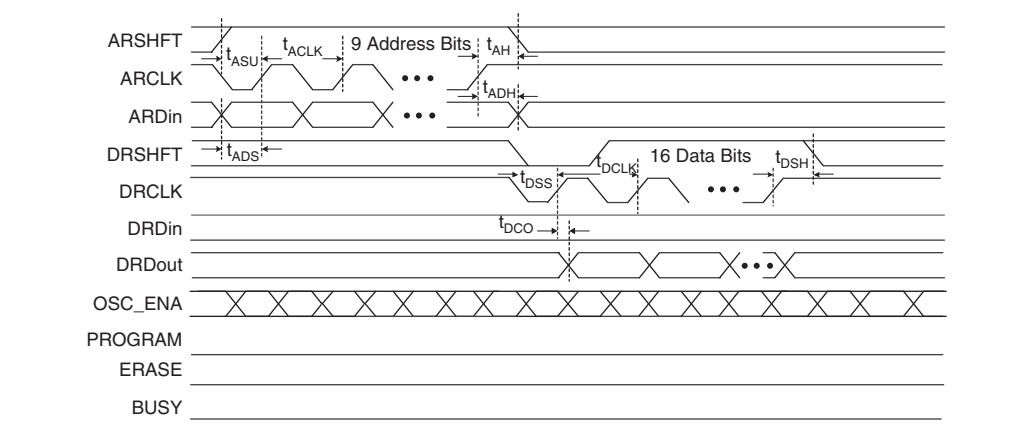 ARSHFT
tASU tACLK 9 Address Bits tAH
ARCLK
tADH
ARDin
tADS
DRSHFT
tDSS tDCLK 16 Data Bits tDSH
DRCLK
DRDin
tDCO
DRDout
OSC_ENA
PROGRAM
ERASE
BUSY